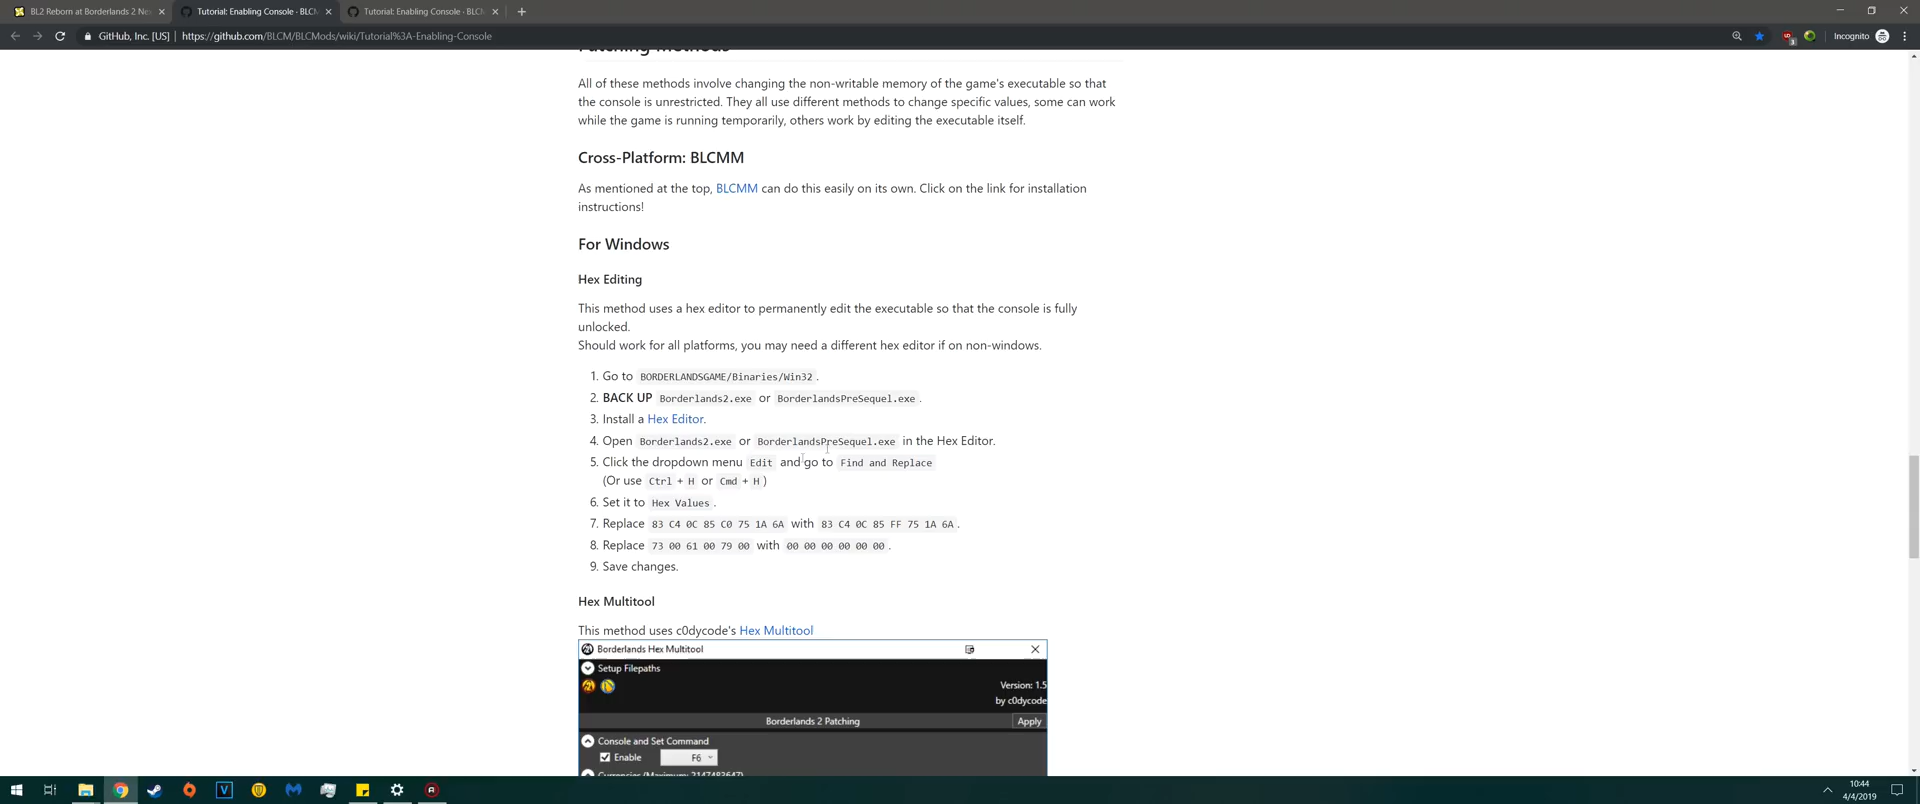 BL2 Reborn at Borderlands 2 Ne
Tutorial: Enabling Console · BLCM
Tutorial: Enabling Console · BLCM
GitHub, Inc. [US] | https://github.com/BLCM/BLCMods/wiki/Tutorial%3A-Enabling-Console
Incognito
Patching Methods
All of these methods involve changing the non-writable memory of the game's executable so that
the console is unrestricted. They all use different methods to change specific values, some can work
while the game is running temporarily, others work by editing the executable itself.
Cross-Platform: BLCMM
As mentioned at the top, BLCMM can do this easily on its own. Click on the link for installation
instructions!
For Windows
Hex Editing
This method uses a hex editor to permanently edit the executable so that the console is fully
unlocked.
Should work for all platforms, you may need a different hex editor if on non-windows.
1. Go to BORDERLANDSGAME/Binaries/Win32 .
2. BACK UP Borderlands2.exe or BorderlandsPreSequel.exe .
3. Install a Hex Editor.
4. Open Borderlands2.exe or BorderlandsPreSequel.exe in the Hex Editor.
5. Click the dropdown menu Edit and go to Find and Replace
(Or use Ctrl + H or Cmd + H )
6. Set it to Hex Values .
7. Replace 83 C4 0C 85 C0 75 1A 6A with 83 C4 0C 85 FF 75 1A 6A .
8. Replace 73 00 61 00 79 00 with 00 00 00 00 00 00 .
9. Save changes.
Hex Multitool
This method uses c0dycode's Hex Multitool
Borderlands Hex Multitool
Setup Filepaths
Version: 1.5
by c0dycode
Borderlands 2 Patching
Apply
Console and Set Command
Enable
F6
Currencies (Maximum: 2147483647)
10:44
4/4/2019